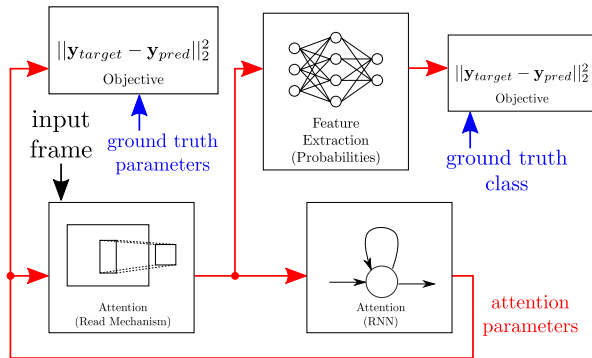 ||y_target − y_pred||₂²
Objective
input
frame
ground truth
parameters
Feature
Extraction
(Probabilities)
||y_target − y_pred||₂²
Objective
ground truth
class
Attention
(Read Mechanism)
Attention
(RNN)
attention
parameters